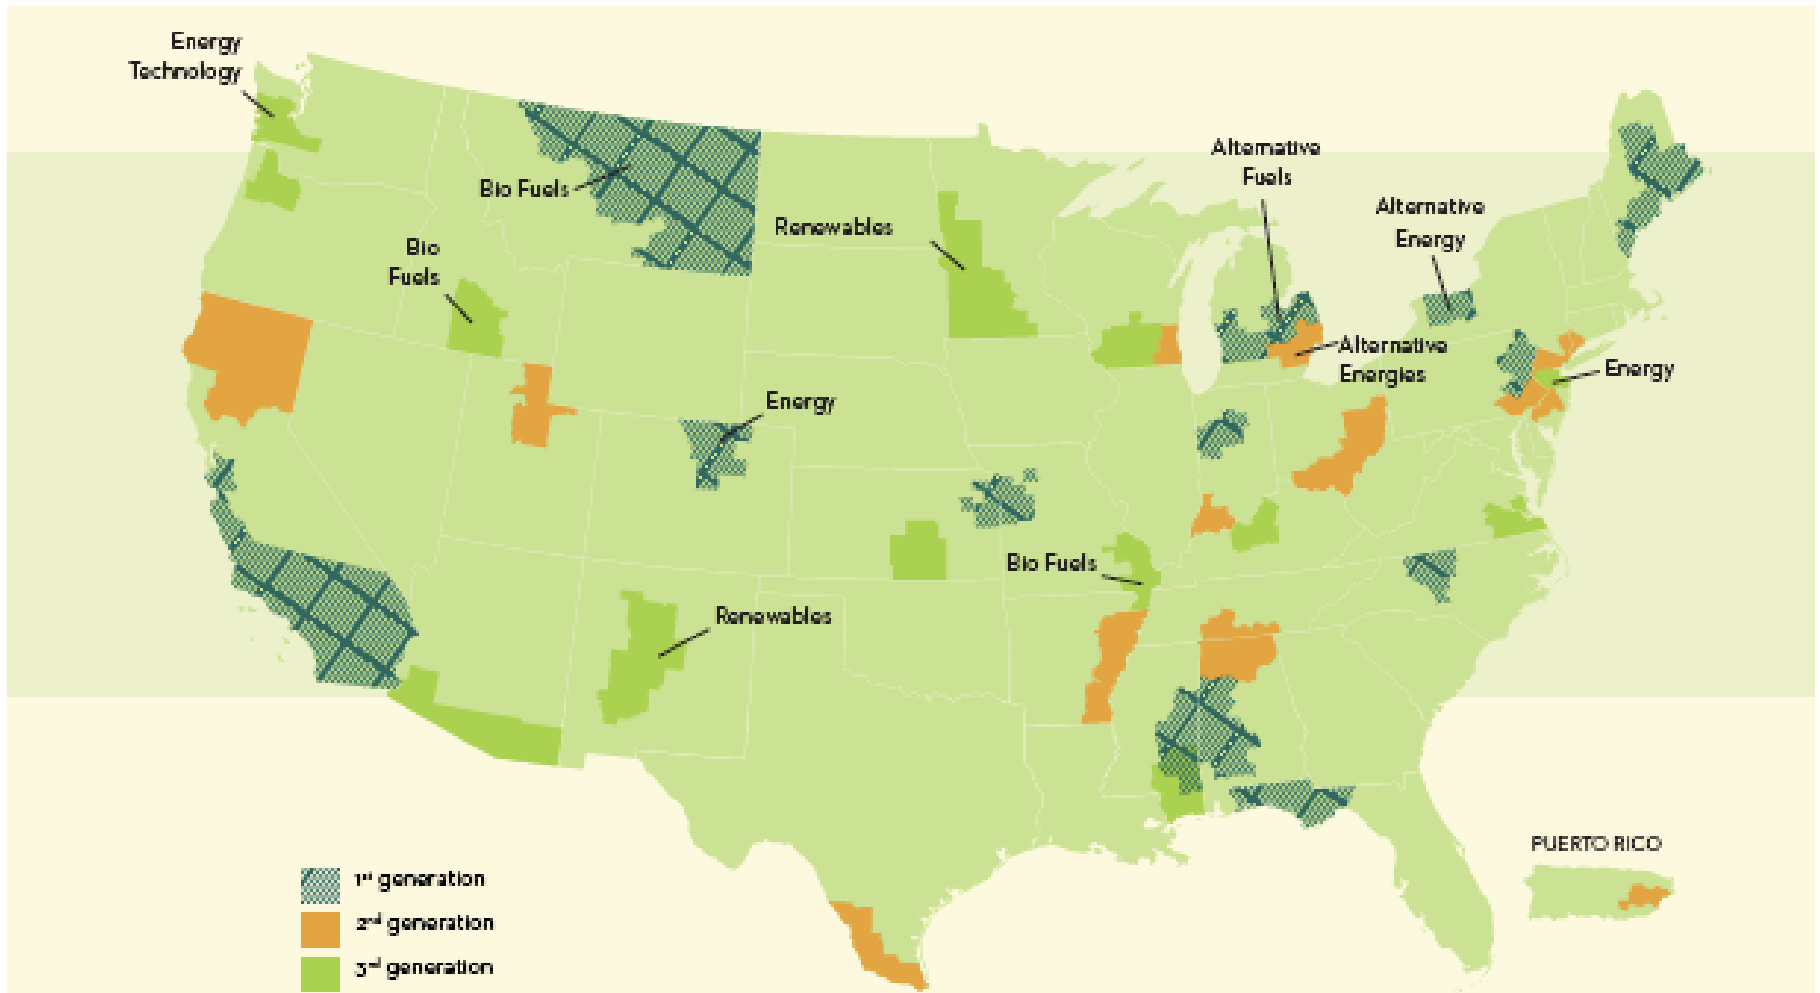 Energy
Technology
Bio Fuels
Bio
Fuels
Renewables
Alternative
Fuels
Alternative
Energy
Alternative
Energies
Energy
Energy
Bio Fuels
Renewables
PUERTO RICO
1st generation
2nd generation
3rd generation